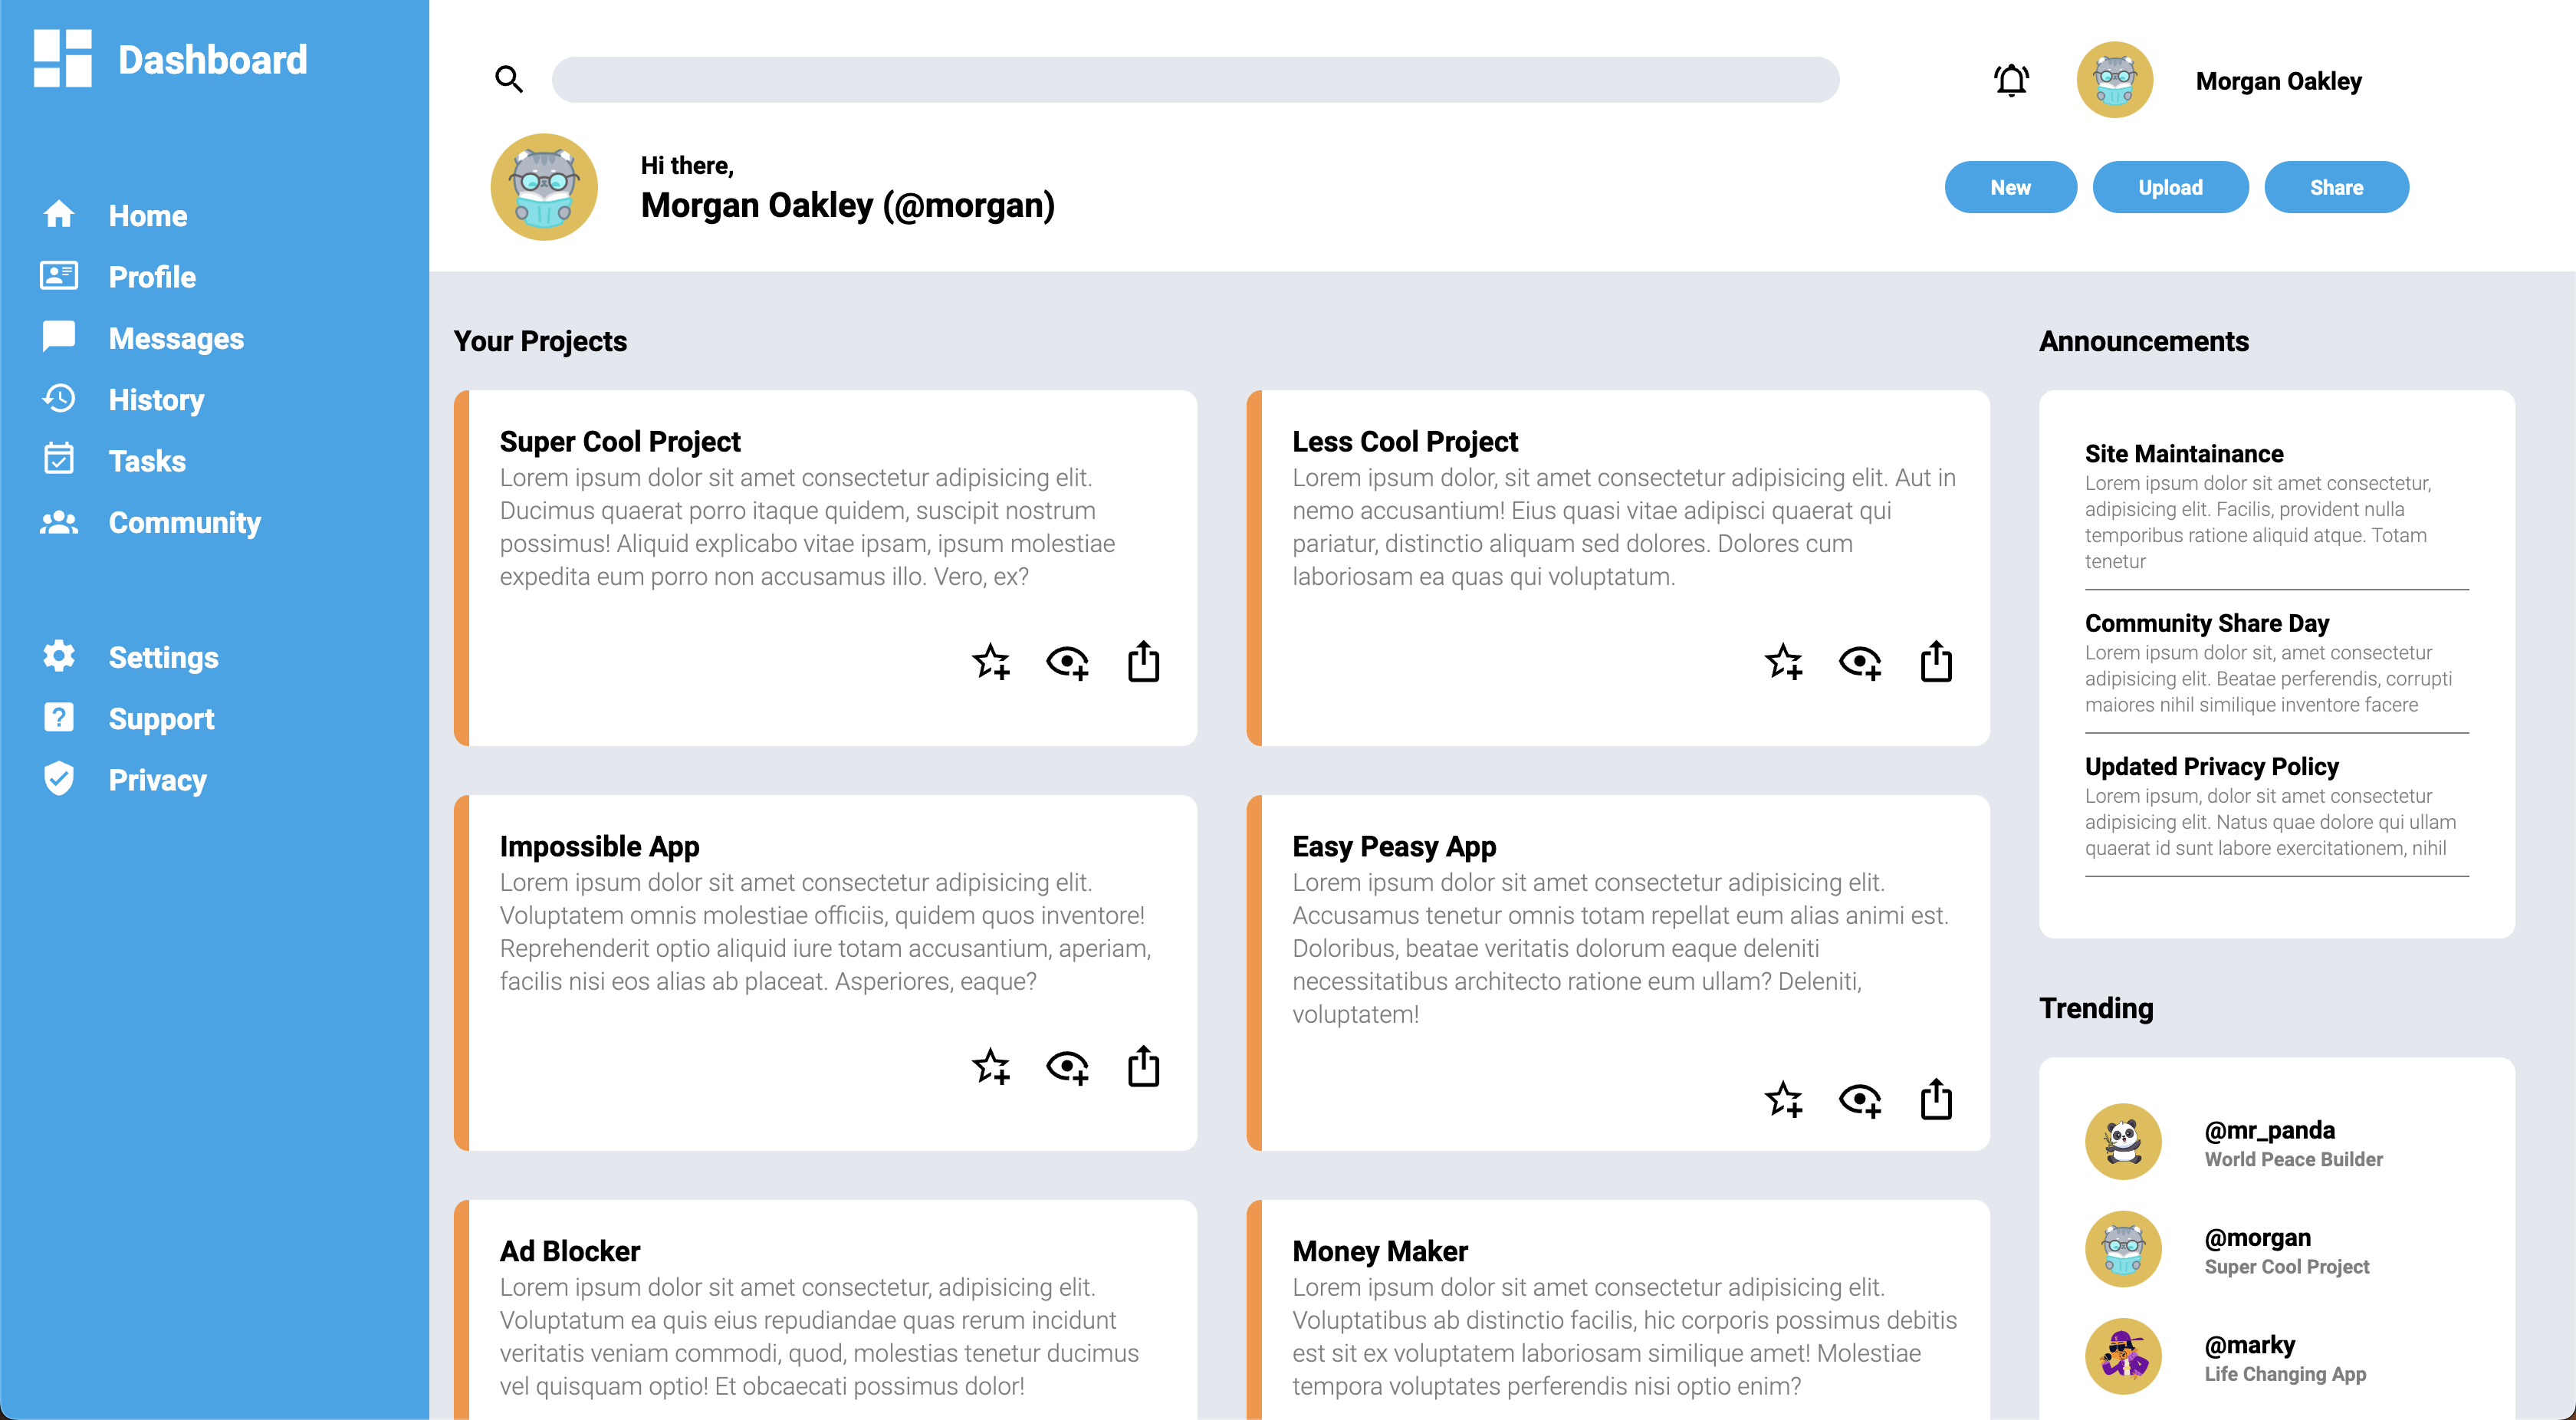 Dashboard
Home
Profile
Messages
History
Tasks
Community
Settings
Support
Privacy
Morgan Oakley
Hi there,
Morgan Oakley (@morgan)
New
Upload
Share
Your Projects
Super Cool Project
Lorem ipsum dolor sit amet consectetur adipisicing elit.
Ducimus quaerat porro itaque quidem, suscipit nostrum
possimus! Aliquid explicabo vitae ipsam, ipsum molestiae
expedita eum porro non accusamus illo. Vero, ex?
Less Cool Project
Lorem ipsum dolor, sit amet consectetur adipisicing elit. Aut in
nemo accusantium! Eius quasi vitae adipisci quaerat qui
pariatur, distinctio aliquam sed dolores. Dolores cum
laboriosam ea quas qui voluptatum.
Impossible App
Lorem ipsum dolor sit amet consectetur adipisicing elit.
Voluptatem omnis molestiae officiis, quidem quos inventore!
Reprehenderit optio aliquid iure totam accusantium, aperiam,
facilis nisi eos alias ab placeat. Asperiores, eaque?
Easy Peasy App
Lorem ipsum dolor sit amet consectetur adipisicing elit.
Accusamus tenetur omnis totam repellat eum alias animi est.
Doloribus, beatae veritatis dolorum eaque deleniti
necessitatibus architecto ratione eum ullam? Deleniti,
voluptatem!
Ad Blocker
Lorem ipsum dolor sit amet consectetur, adipisicing elit.
Voluptatum ea quis eius repudiandae quas rerum incidunt
veritatis veniam commodi, quod, molestias tenetur ducimus
vel quisquam optio! Et obcaecati possimus dolor!
Money Maker
Lorem ipsum dolor sit amet consectetur adipisicing elit.
Voluptatibus ab distinctio facilis, hic corporis possimus debitis
est sit ex voluptatem laboriosam similique amet! Molestiae
tempora voluptates perferendis nisi optio enim?
Announcements
Site Maintainance
Lorem ipsum dolor sit amet consectetur,
adipisicing elit. Facilis, provident nulla
temporibus ratione aliquid atque. Totam
tenetur
Community Share Day
Lorem ipsum dolor sit, amet consectetur
adipisicing elit. Beatae perferendis, corrupti
maiores nihil similique inventore facere
Updated Privacy Policy
Lorem ipsum, dolor sit amet consectetur
adipisicing elit. Natus quae dolore qui ullam
quaerat id sunt labore exercitationem, nihil
Trending
@mr_panda
World Peace Builder
@morgan
Super Cool Project
@marky
Life Changing App